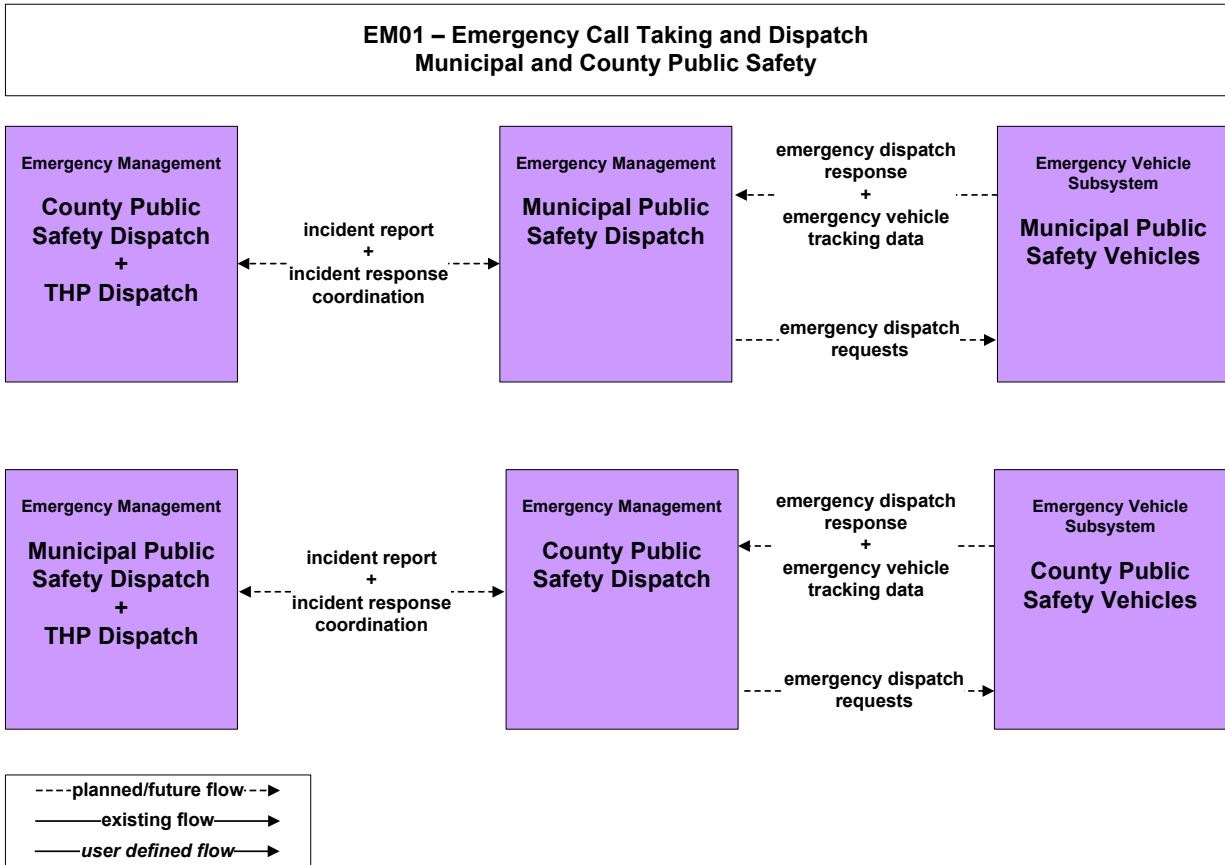 EM01 – Emergency Call Taking and Dispatch
Municipal and County Public Safety
Emergency Management
County Public
Safety Dispatch
+
THP Dispatch
incident report
+
incident response
coordination
Emergency Management
Municipal Public
Safety Dispatch
emergency dispatch
response
+
emergency vehicle
tracking data
emergency dispatch
requests
Emergency Vehicle
Subsystem
Municipal Public
Safety Vehicles
Emergency Management
Municipal Public
Safety Dispatch
+
THP Dispatch
incident report
+
incident response
coordination
Emergency Management
County Public
Safety Dispatch
emergency dispatch
response
+
emergency vehicle
tracking data
emergency dispatch
requests
Emergency Vehicle
Subsystem
County Public
Safety Vehicles
planned/future flow
existing flow
user defined flow